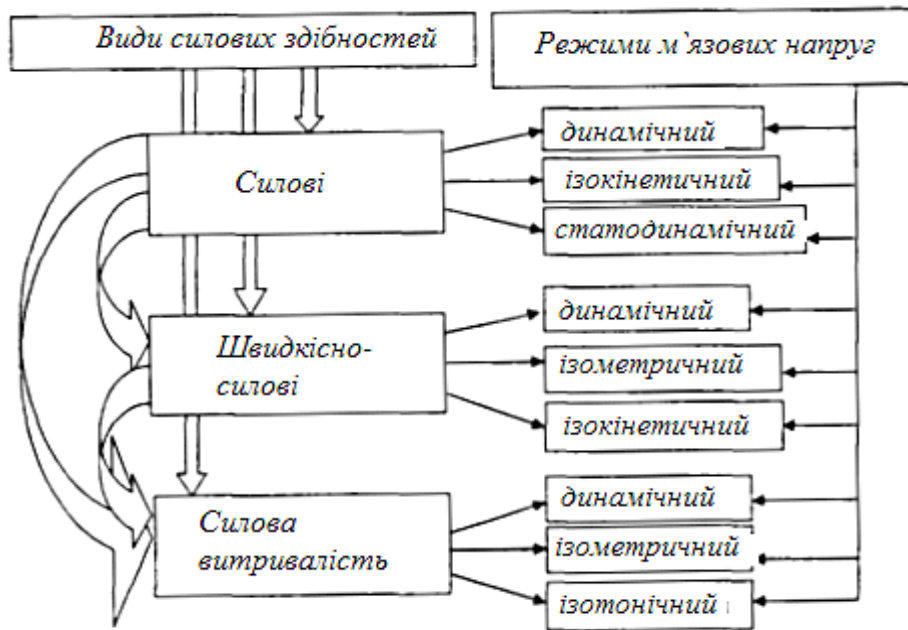 Види силових здібностей
Режими м`язових напруг
Силові
динамічний
ізокінетичний
статодинамічний
Швидкісно-
силові
динамічний
ізометричний
ізокінетичний
Силова
витривалість
динамічний
ізометричний
ізотонічний